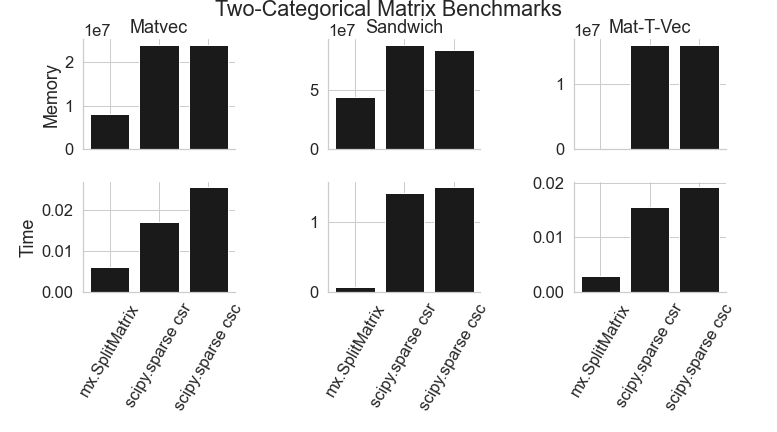 Two-Categorical Matrix Benchmarks
Matvec
Sandwich
Mat-T-Vec
1e7
1e7
1e7
Memory
2
1
0
5
0
1
0
Time
0.02
0.01
0.00
1
0
0.02
0.01
0.00
mx.SplitMatrix
scipy.sparse csr
scipy.sparse csc
mx.SplitMatrix
scipy.sparse csr
scipy.sparse csc
mx.SplitMatrix
scipy.sparse csr
scipy.sparse csc